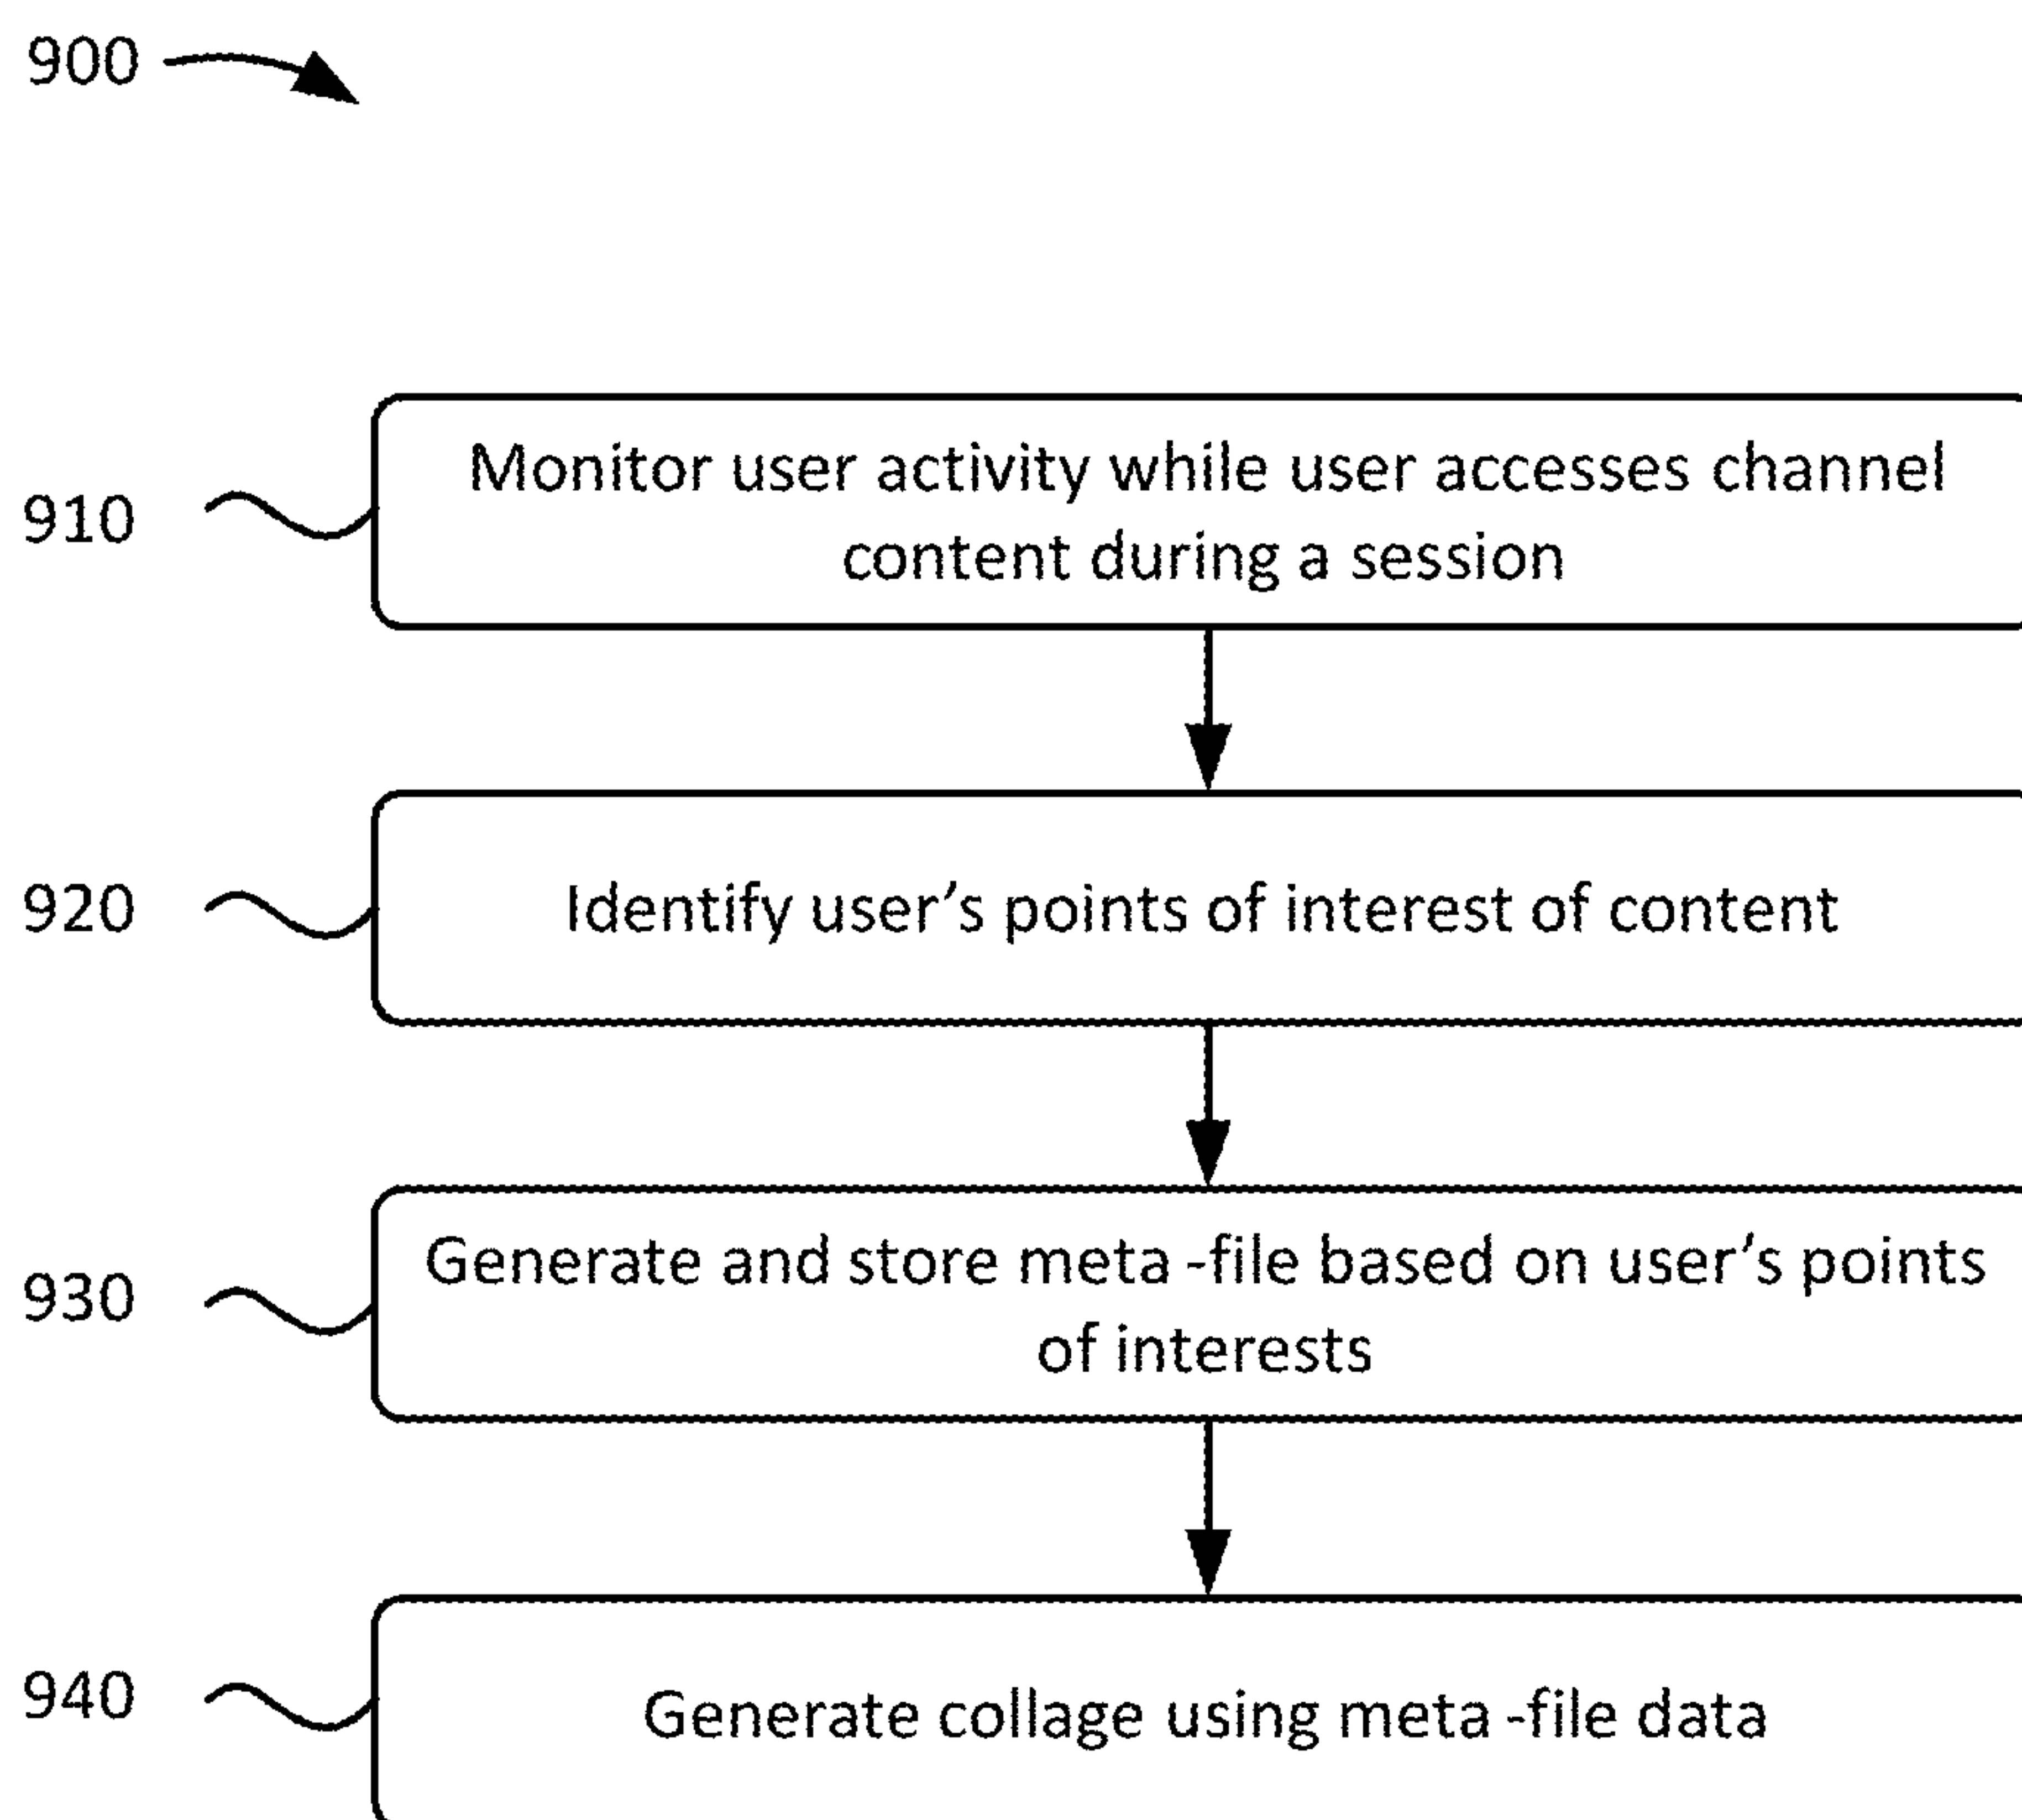 900
910
Monitor user activity while user accesses channel
content during a session
920
Identify user's points of interest of content
930
Generate and store meta -file based on user's points
of interests
940
Generate collage using meta -file data